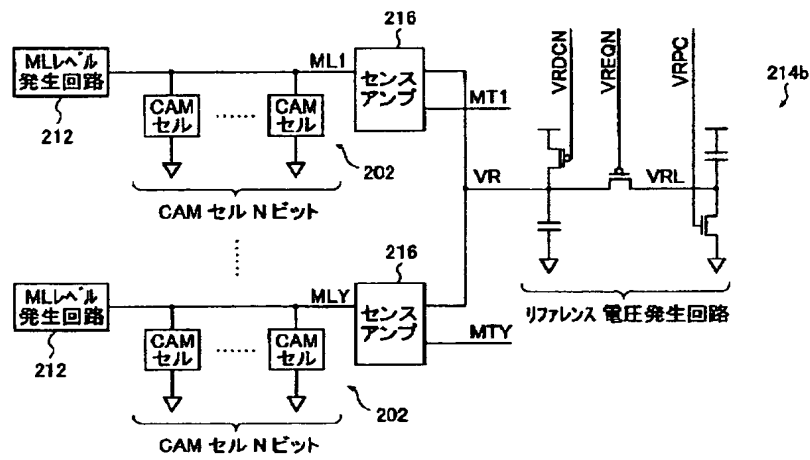 216
MLレベル
発生回路
212
ML1
センス
アンプ
MT1
CAM
セル
……
CAM
セル
202
CAM セル N ビット
VRDCN
VREQN
VRPC
214b
VR
VRL
リファレンス 電圧発生回路
216
MLレベル
発生回路
212
MLY
センス
アンプ
MTY
CAM
セル
……
CAM
セル
202
CAM セル N ビット